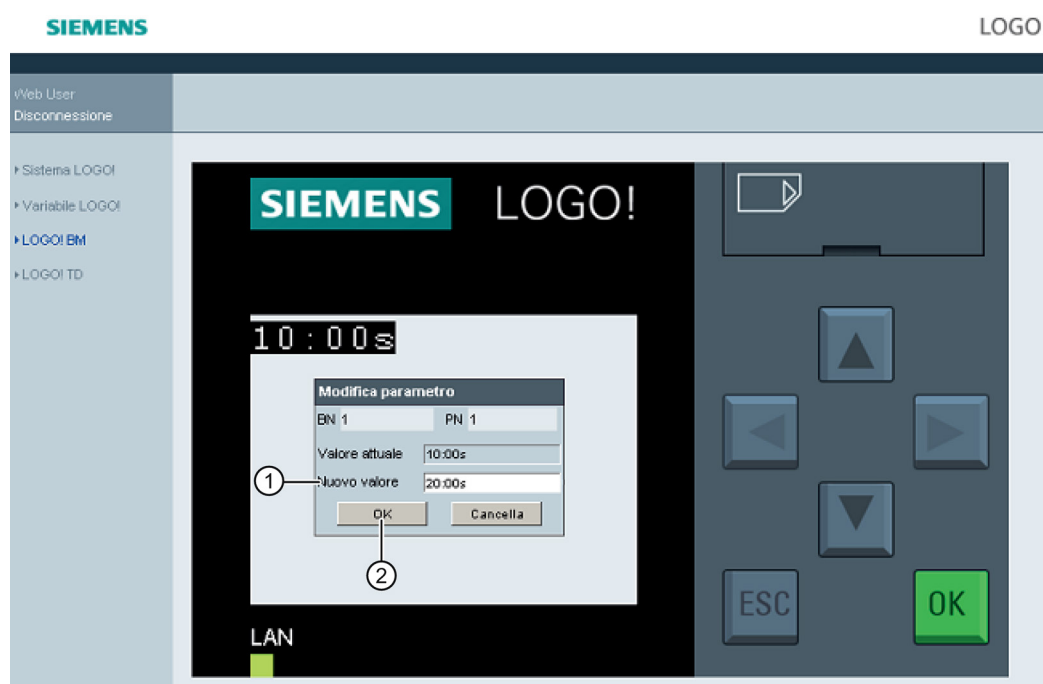 SIEMENS
LOGO
Web User
Disconnessione
Sistema LOGO!
Variabile LOGO!
LOGO! BM
LOGO! TD
SIEMENS LOGO!
10:00s
Modifica parametro
BN 1 PN 1
Valore attuale 10:00s
1
Nuovo valore 20:00s
OK Cancella
2
ESC OK
LAN